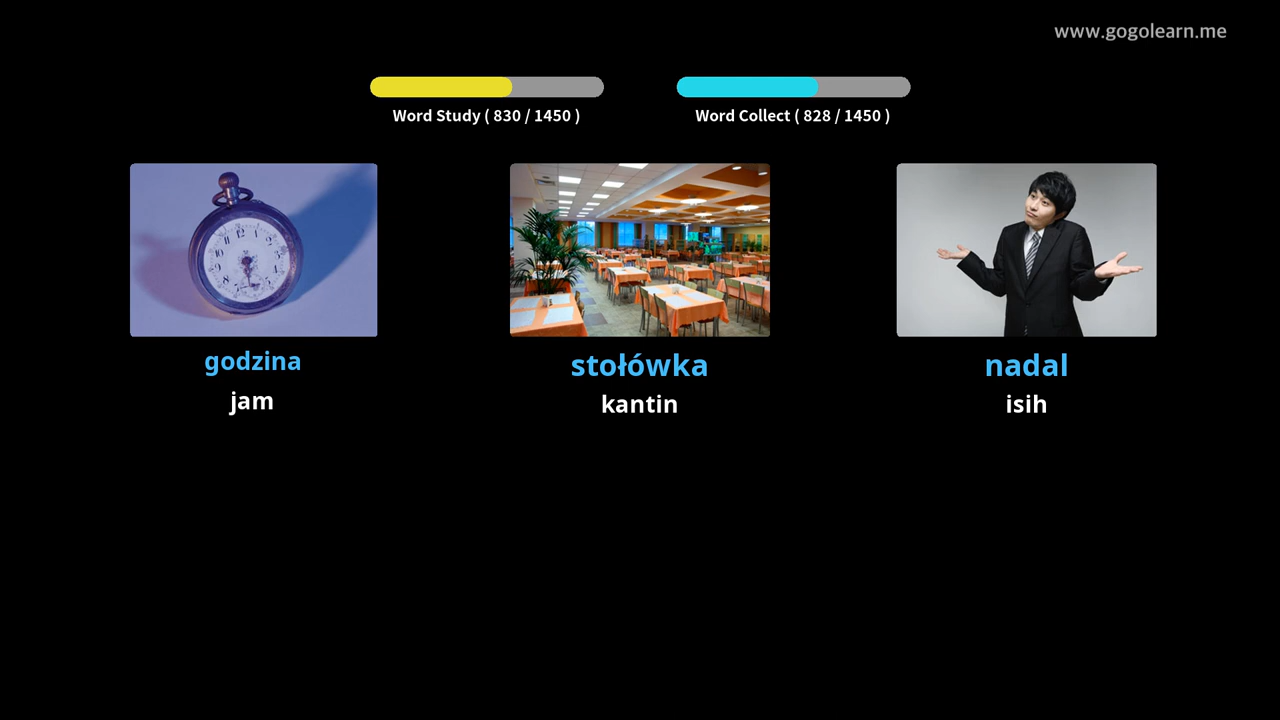 www.gogolearn.me
Word Study ( 830 / 1450 )
Word Collect ( 828 / 1450 )
godzina
jam
stołówka
kantin
nadal
isih